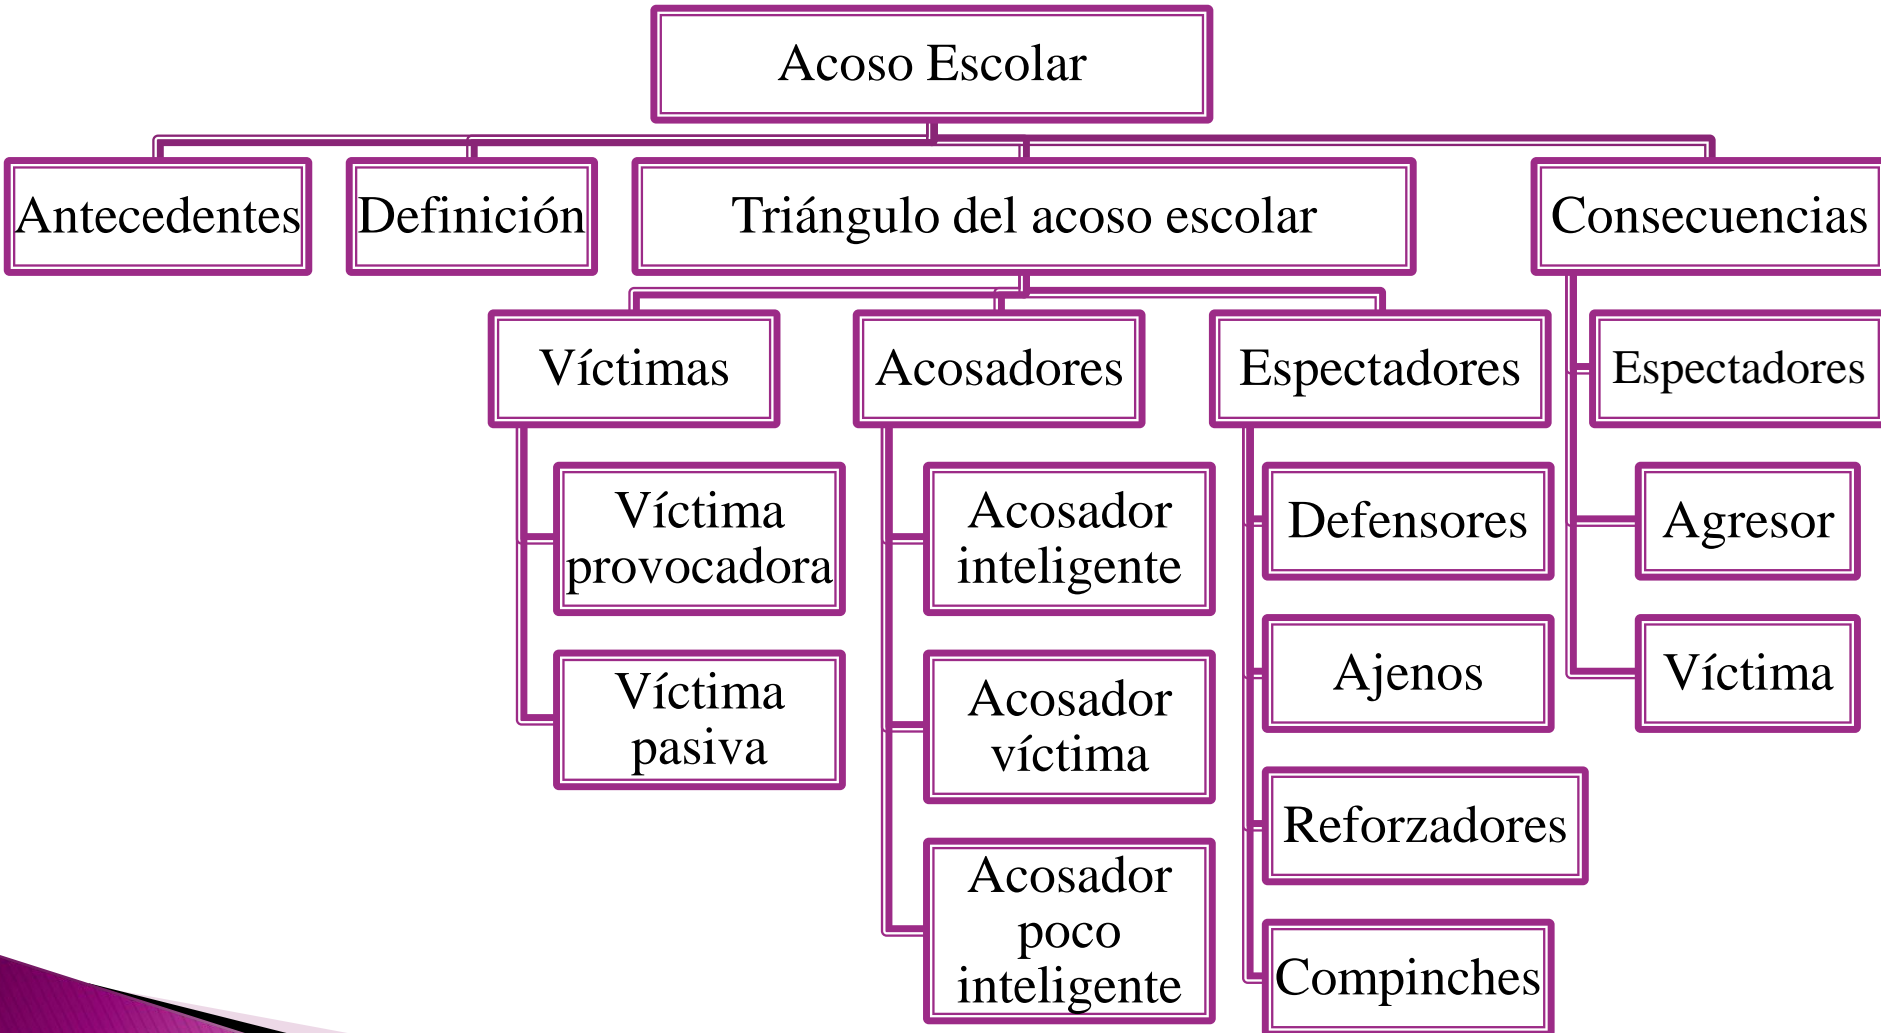 Acoso Escolar
Antecedentes
Definición
Triángulo del acoso escolar
Consecuencias
Víctimas
Víctima
provocadora
Víctima
pasiva
Acosadores
Acosador
inteligente
Acosador
víctima
Acosador
poco
inteligente
Espectadores
Defensores
Ajenos
Reforzadores
Compinches
Espectadores
Agresor
Víctima